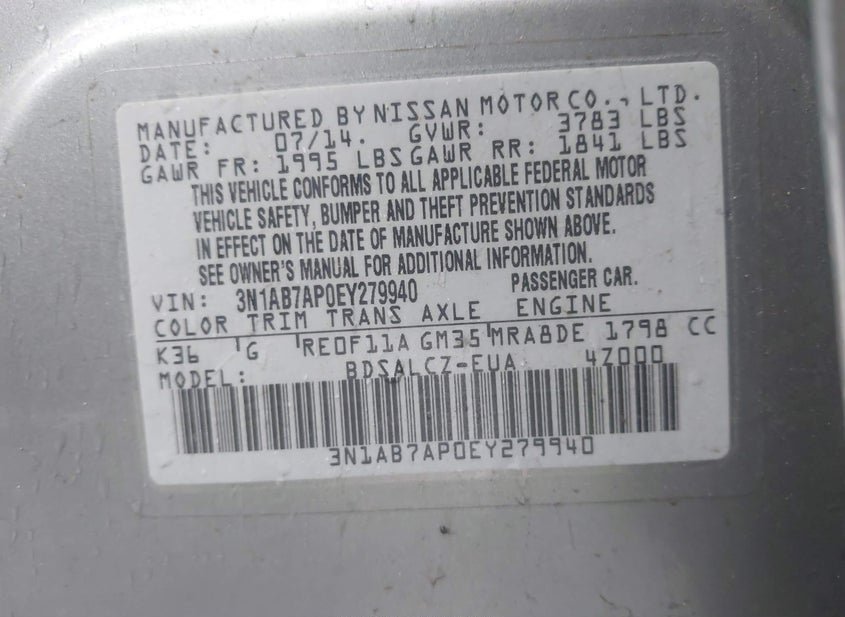 MANUFACTURED BY NISSAN MOTOR CO., LTD.
DATE: 07/14. GVWR: 3783 LBS
GAWR FR: 1995 LBS GAWR RR: 1841 LBS
THIS VEHICLE CONFORMS TO ALL APPLICABLE FEDERAL MOTOR
VEHICLE SAFETY, BUMPER AND THEFT PREVENTION STANDARDS
IN EFFECT ON THE DATE OF MANUFACTURE SHOWN ABOVE.
SEE OWNER'S MANUAL FOR ADDITIONAL INFORMATION.
VIN: 3N1AB7AP0EY279940 PASSENGER CAR.
COLOR TRIM TRANS AXLE ENGINE
K36 G RE0F11A GM35 MRA8DE 1798 CC
MODEL: BDSALCZ-EUA 4Z000
3N1AB7AP0EY279940